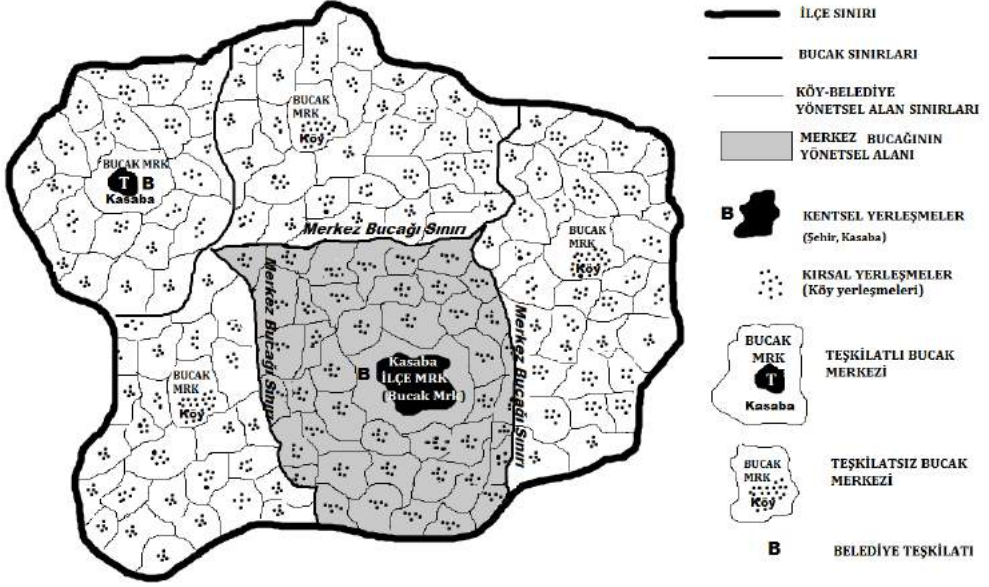 BUCAK
MRK
Köy
BUCAK MRK
T B
Kasaba
Merkez Bucağı Sınırı
BUCAK
MRK
Köy
Merkez Bucağı Sınırı
Merkez Bucağı Sınırı
B
Kasaba
İLÇE MRK
(Bucak Mrk)
BUCAK
MRK
Köy
İLÇE SINIRI
BUCAK SINIRLARI
KÖY-BELEDİYE
YÖNETSEL ALAN SINIRLARI
MERKEZ BUCAĞININ
YÖNETSEL ALANI
B
KENTSEL YERLEŞMELER
(Şehir, Kasaba)
KIRSAL YERLEŞMELER
(Köy yerleşmeleri)
BUCAK
MRK
T
Kasaba
TEŞKİLATLI BUCAK
MERKEZİ
BUCAK
MRK
Köy
TEŞKİLATSIZ BUCAK
MERKEZİ
B
BELEDİYE TEŞKİLATI